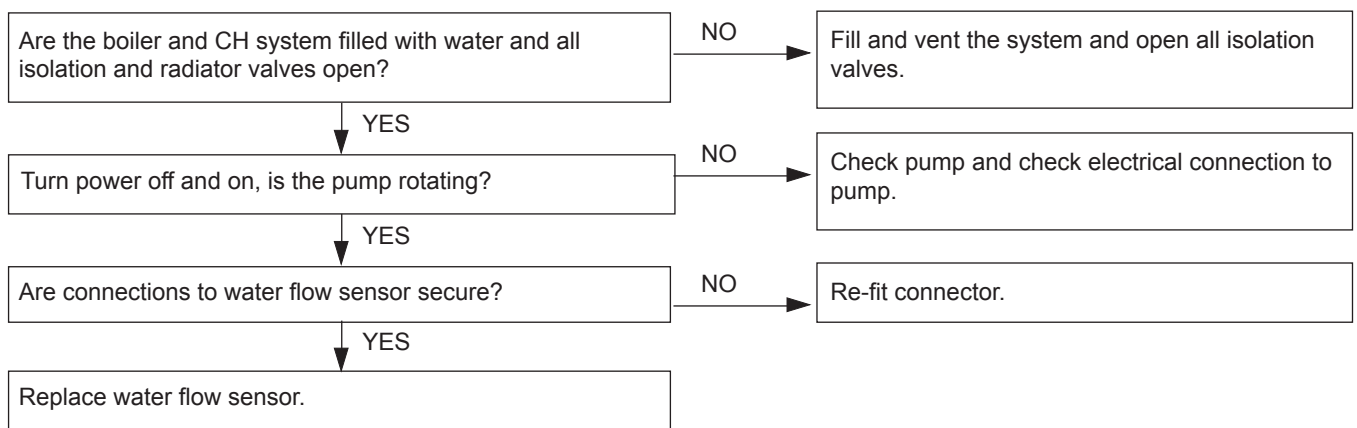 Are the boiler and CH system filled with water and all
isolation and radiator valves open?
NO
Fill and vent the system and open all isolation
valves.
YES
Turn power off and on, is the pump rotating?
NO
Check pump and check electrical connection to
pump.
YES
Are connections to water flow sensor secure?
NO
Re-fit connector.
YES
Replace water flow sensor.